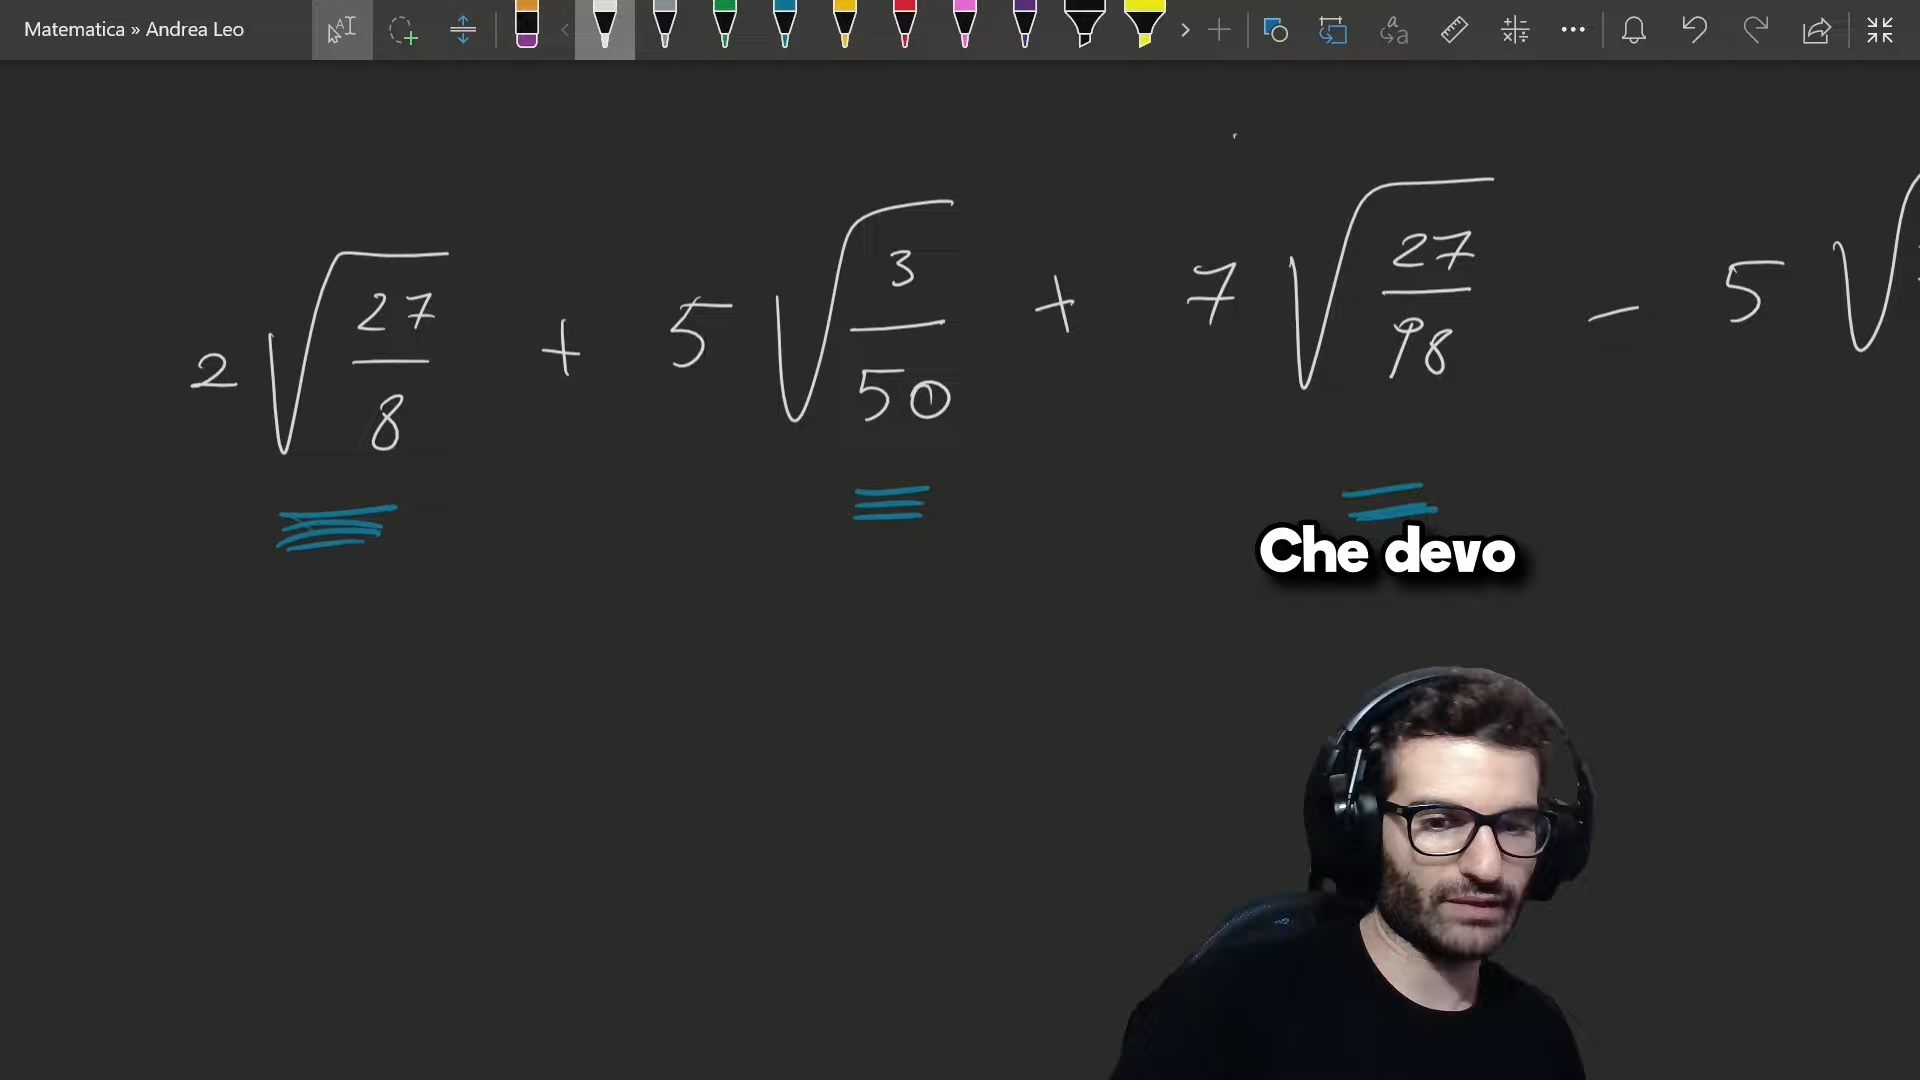 Matematica » Andrea Leo
2 √(27/8) + 5 √(3/50) + 7 √(27/98) - 5 √
Che devo